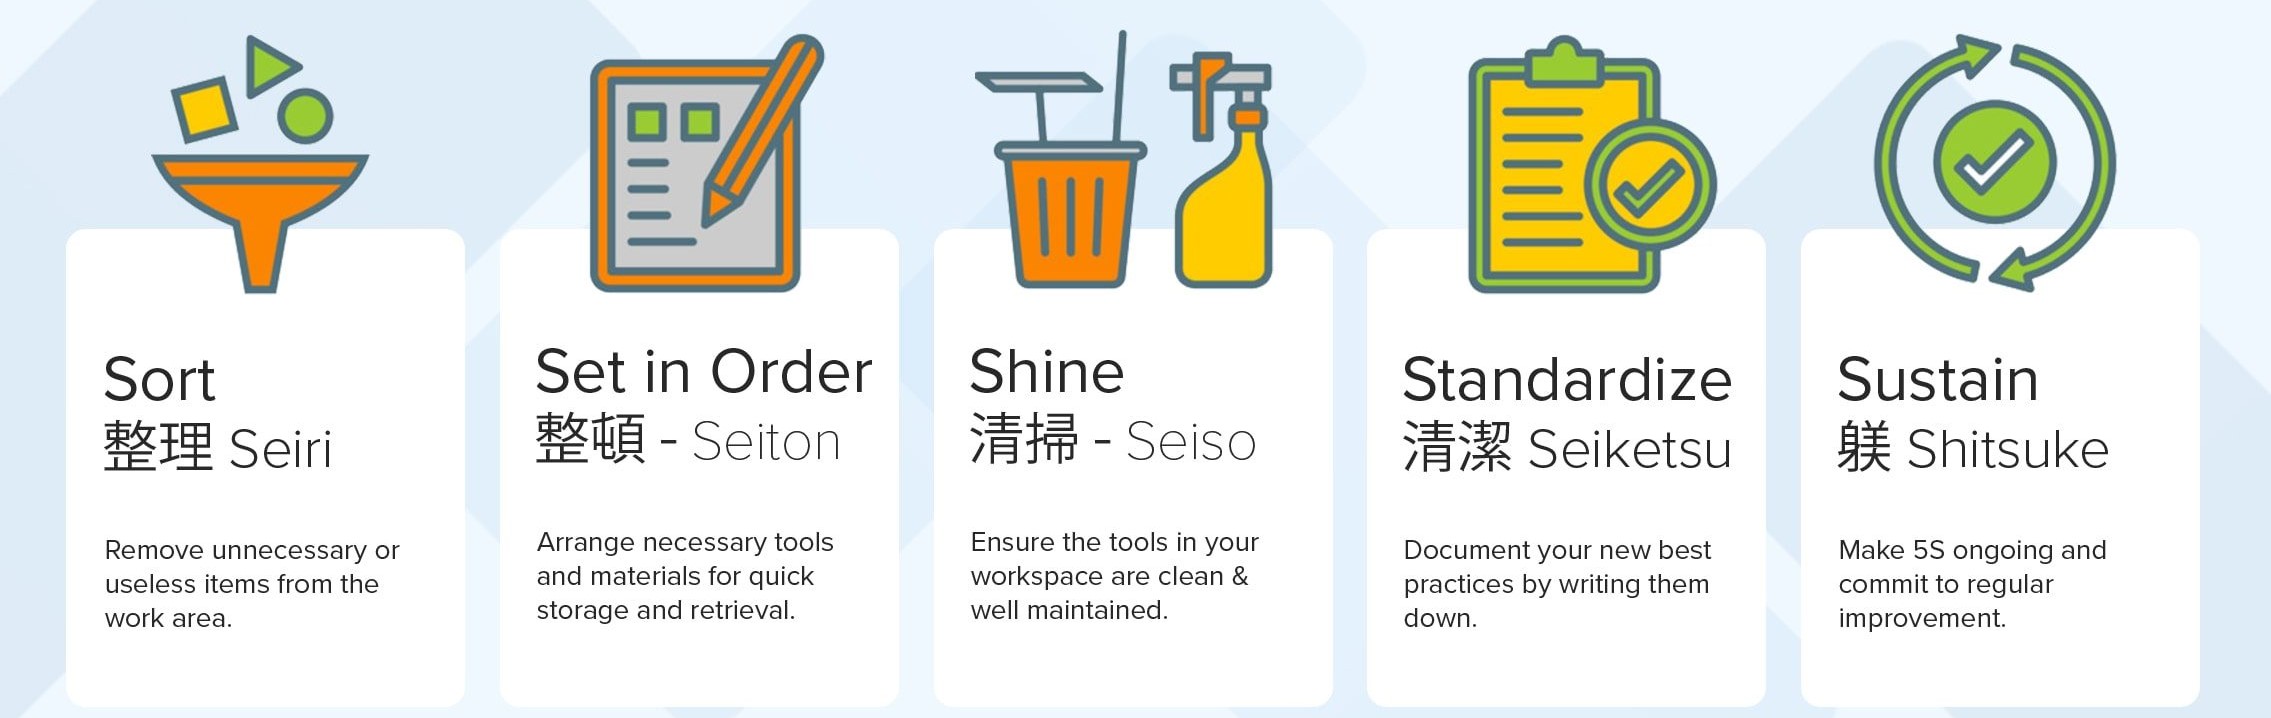 Sort
整理 Seiri
Remove unnecessary or
useless items from the
work area.
Set in Order
整頓 - Seiton
Arrange necessary tools
and materials for quick
storage and retrieval.
Shine
清掃 - Seiso
Ensure the tools in your
workspace are clean &
well maintained.
Standardize
清潔 Seiketsu
Document your new best
practices by writing them
down.
Sustain
躾 Shitsuke
Make 5S ongoing and
commit to regular
improvement.